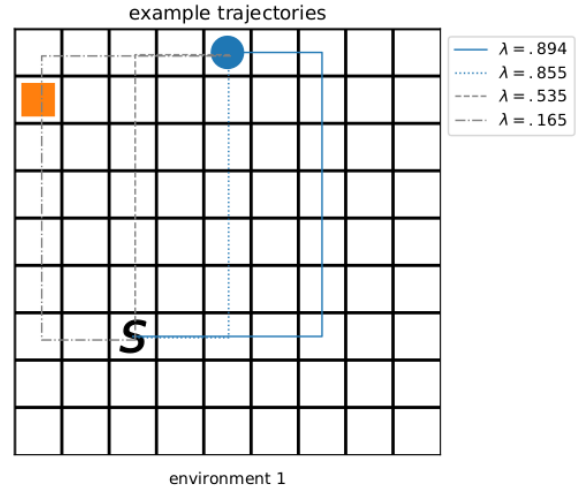 example trajectories
λ = .894
λ = .855
λ = .535
λ = .165
S
environment 1